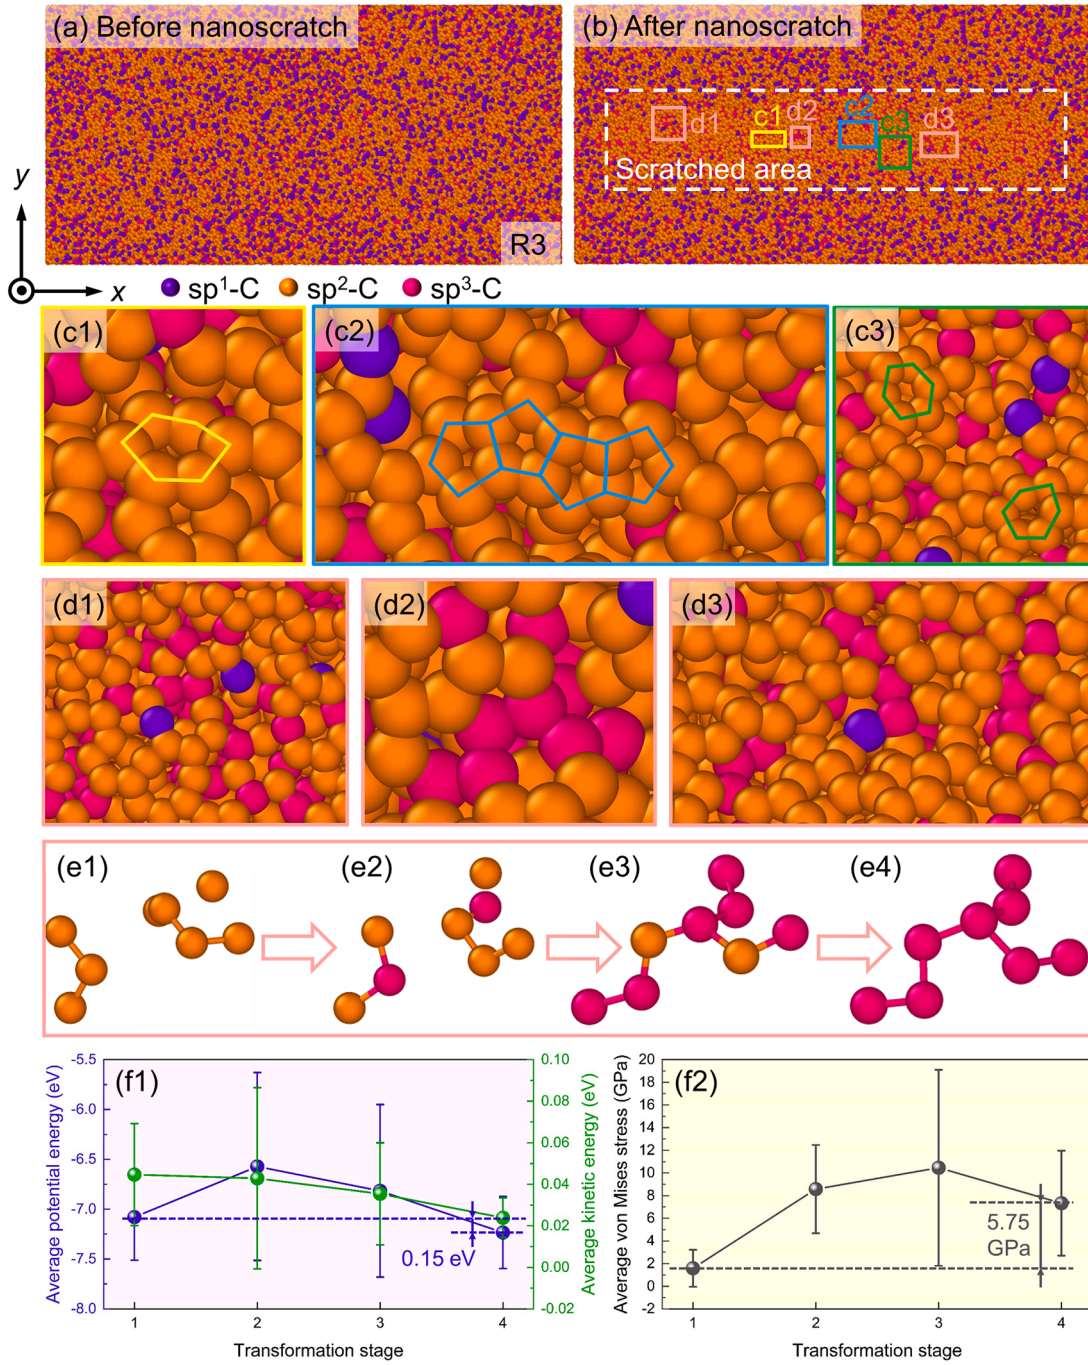 (a) Before nanoscratch
(b) After nanoscratch
d1
c1
d2
c2
c3
d3
Scratched area
R3
y
x
sp¹-C
sp²-C
sp³-C
(c1)
(c2)
(c3)
(d1)
(d2)
(d3)
(e1)
(e2)
(e3)
(e4)
(f1)
Average potential energy (eV)
-5.5
-6.0
-6.5
-7.0
-7.5
-8.0
0.15 eV
0.10
0.08
0.06
0.04
0.02
0.00
-0.02
Average kinetic energy (eV)
1
2
3
4
Transformation stage
(f2)
Average von Mises stress (GPa)
20
18
16
14
12
10
8
6
4
2
0
-2
5.75
GPa
1
2
3
4
Transformation stage